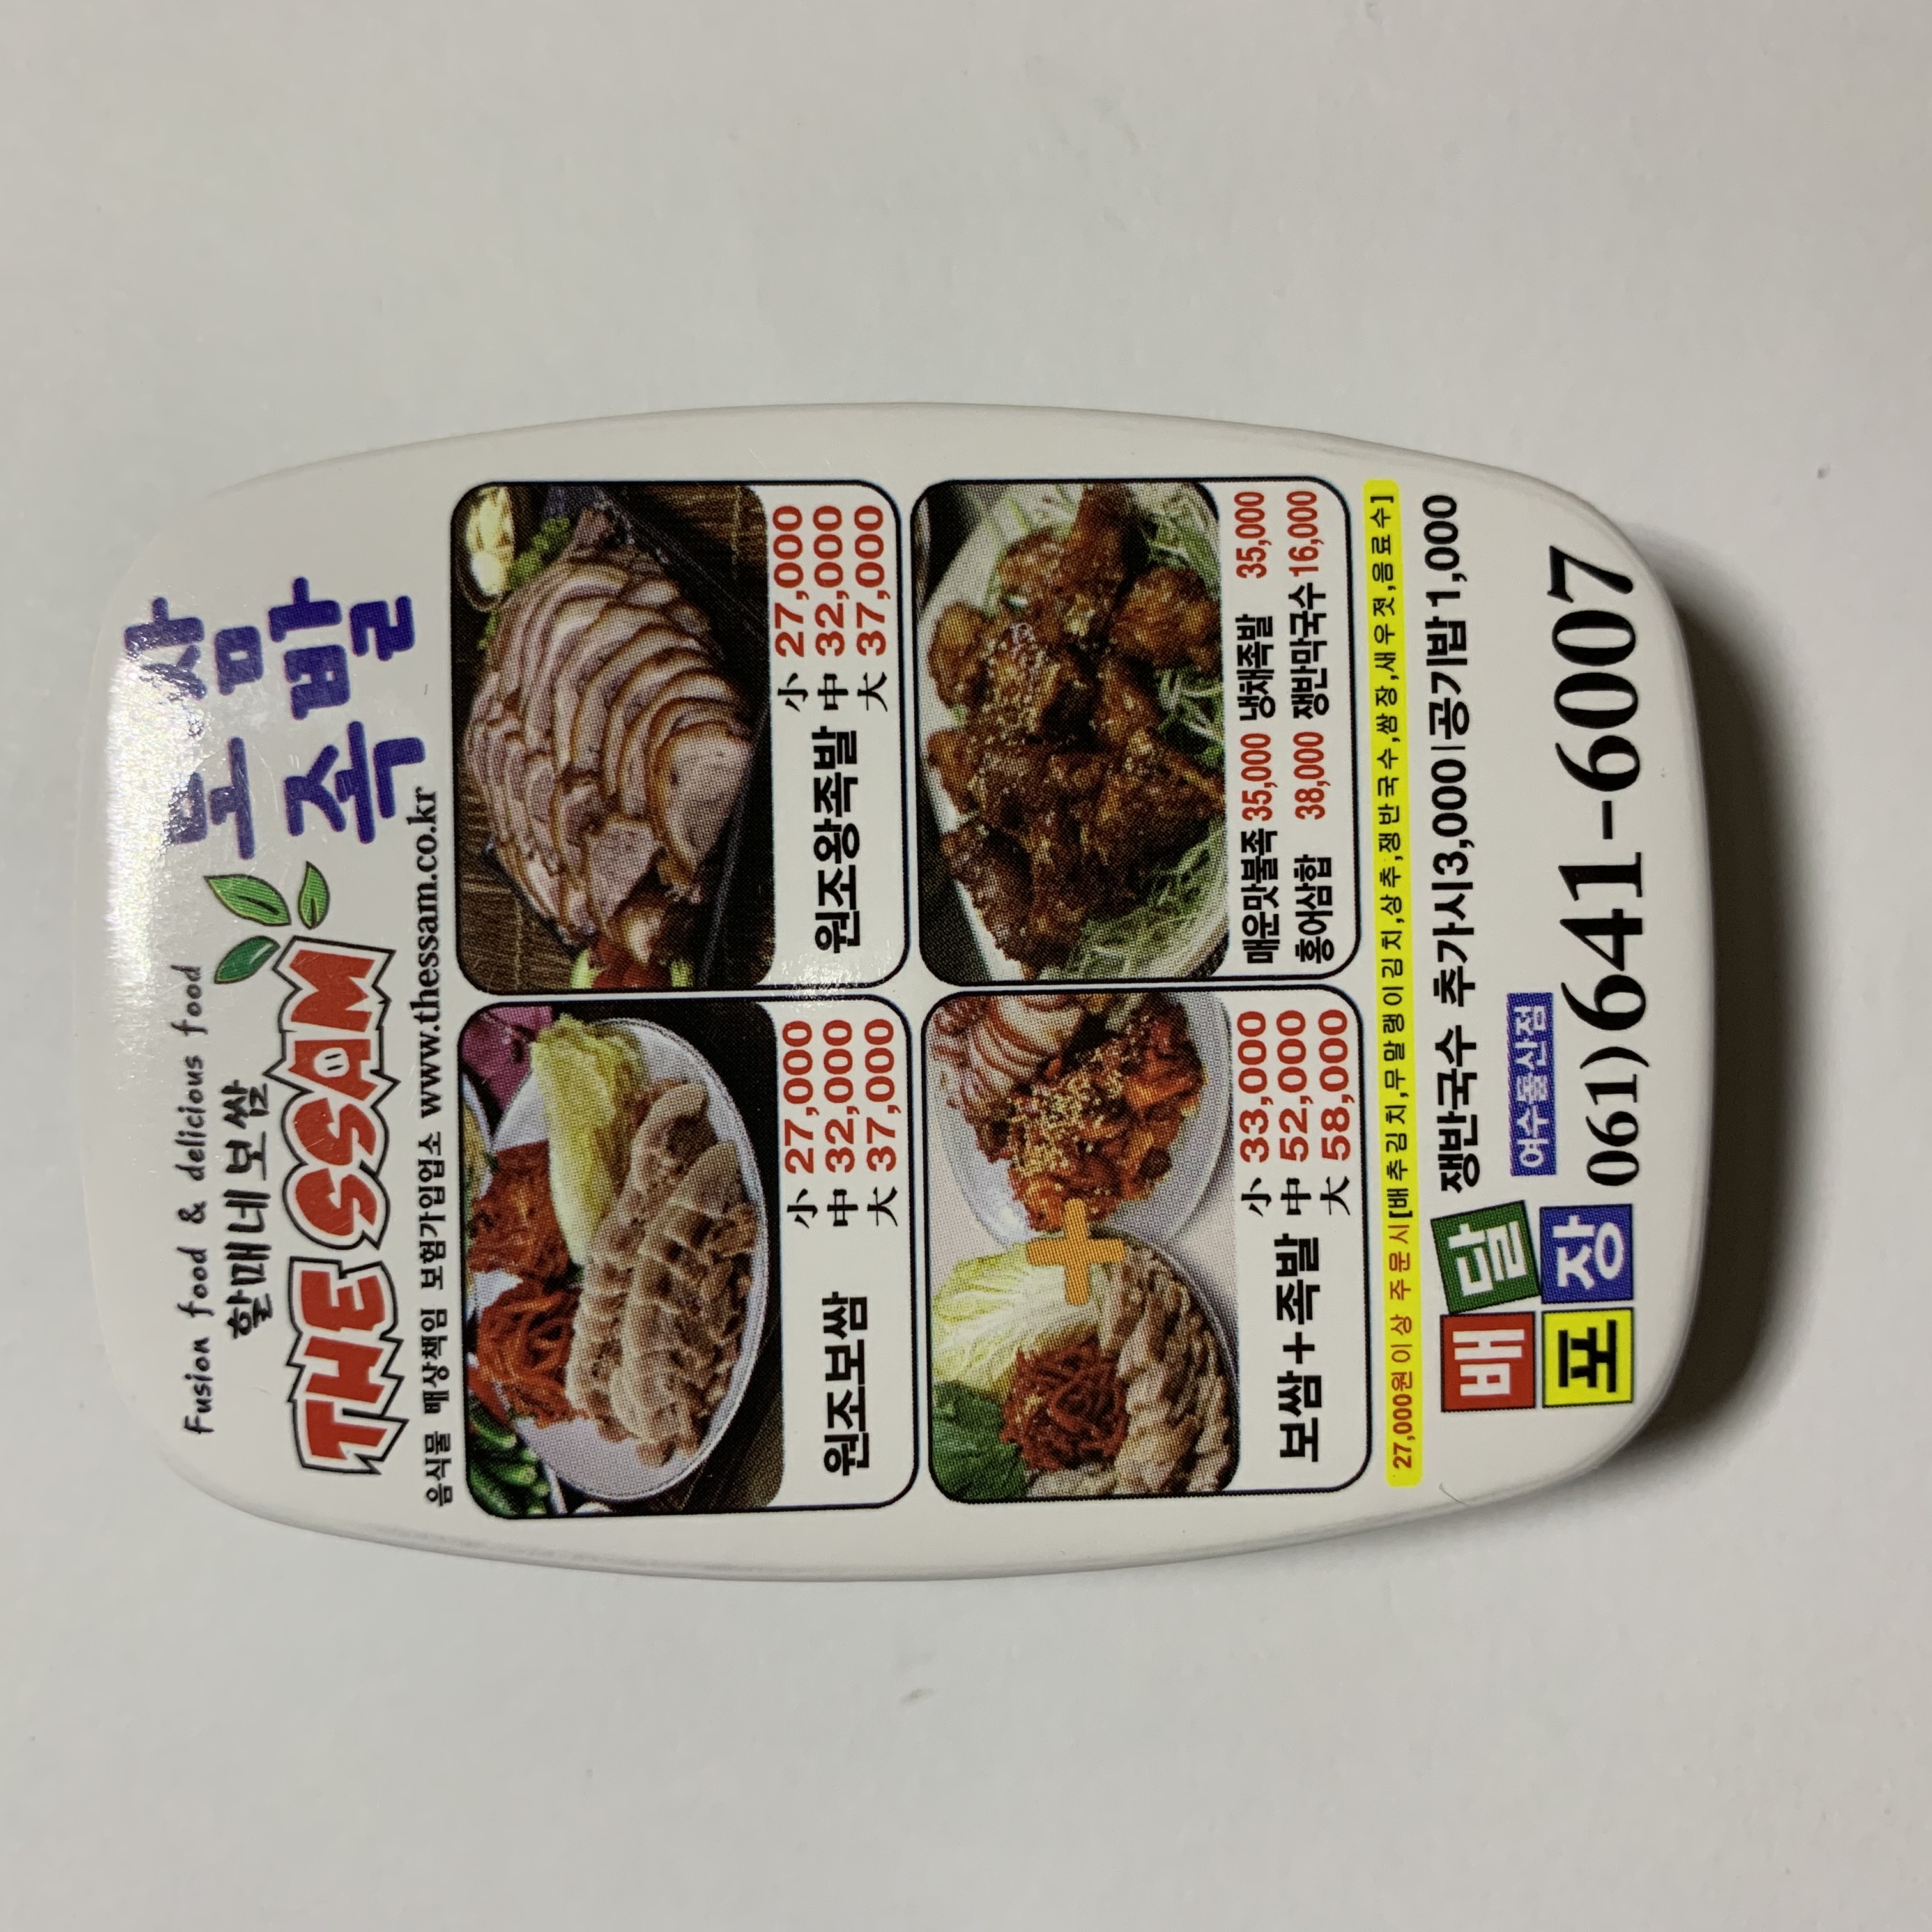 Fusion food & delicious food
할매네보쌈
THE SSAM
보쌈
족발
음식물 배상책임 보험가입업소 www.thessam.co.kr
원조보쌈
小 27,000
中 32,000
大 37,000
원조왕족발
小 27,000
中 32,000
大 37,000
보쌈+족발
小 33,000
中 52,000
大 58,000
매운맛불족 35,000 냉채족발 35,000
홍어삼합 38,000 쟁반막국수 16,000
27,000원이상 주문시[배추김치,무말랭이김치,상추,쟁반국수,쌈장,새우젓,음료수]
배달
포장
쟁반국수 추가시3,000|공기밥1,000
여수돌산점
061)641-6007